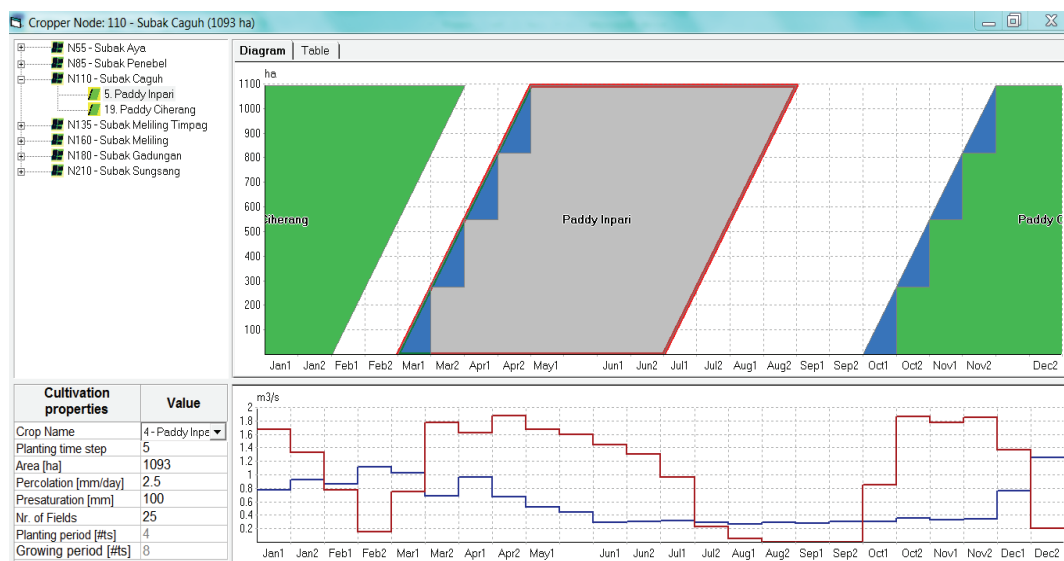 Cropper Node: 110 - Subak Caguh (1093 ha)
N55 - Subak Aya
N85 - Subak Penebel
N110 - Subak Caguh
5. Paddy Inpari
19. Paddy Ciherang
N135 - Subak Meliling Timpag
N160 - Subak Meliling
N180 - Subak Gadungan
N210 - Subak Sungsang
Diagram Table
ha
1100
1000
900
800
700
600
500
400
300
200
100
Ciherang Paddy Inpari Paddy C
Jan1 Jan2 Feb1 Feb2 Mar1 Mar2 Apr1 Apr2 May1 Jun1 Jun2 Jul1 Jul2 Aug1 Aug2 Sep1 Sep2 Oct1 Oct2 Nov1 Nov2 Dec2
Cultivation properties Value
Crop Name 4 - Paddy Inpa
Planting time step 5
Area [ha] 1093
Percolation [mm/day] 2.5
Presaturation [mm] 100
Nr. of Fields 25
Planting period [#ts] 4
Growing period [#ts] 8
m3/s
2
1.8
1.6
1.4
1.2
1
0.8
0.6
0.4
0.2
Jan1 Jan2 Feb1 Feb2 Mar1 Mar2 Apr1 Apr2 May1 Jun1 Jun2 Jul1 Jul2 Aug1 Aug2 Sep1 Sep2 Oct1 Oct2 Nov1 Nov2 Dec1 Dec2